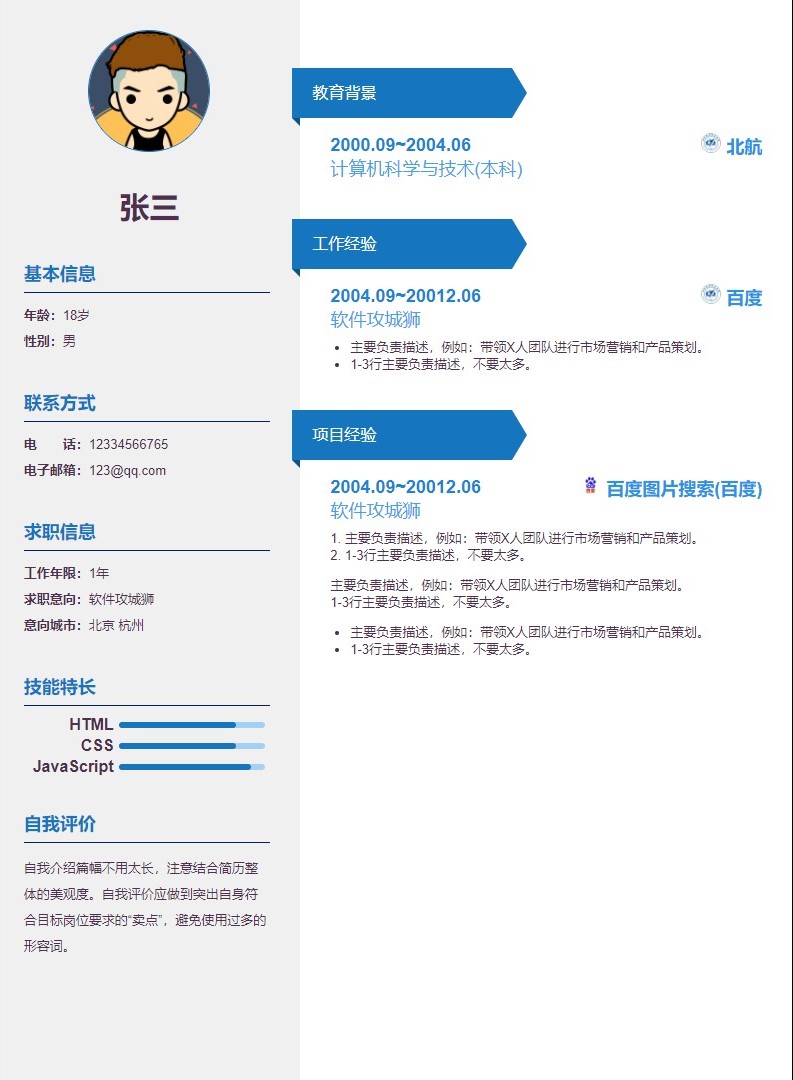 张三
基本信息
年龄：18岁
性别：男
联系方式
电　　话：12334566765
电子邮箱：123@qq.com
求职信息
工作年限：1年
求职意向：软件攻城狮
意向城市：北京 杭州
技能特长
HTML
CSS
JavaScript
自我评价
自我介绍篇幅不用太长，注意结合简历整
体的美观度。自我评价应做到突出自身符
合目标岗位要求的“卖点”，避免使用过多的
形容词。
教育背景
2000.09~2004.06 北航
计算机科学与技术(本科)
工作经验
2004.09~20012.06 百度
软件攻城狮
• 主要负责描述，例如：带领X人团队进行市场营销和产品策划。
• 1-3行主要负责描述，不要太多。
项目经验
2004.09~20012.06 百度图片搜索(百度)
软件攻城狮
1. 主要负责描述，例如：带领X人团队进行市场营销和产品策划。
2. 1-3行主要负责描述，不要太多。
主要负责描述，例如：带领X人团队进行市场营销和产品策划。
1-3行主要负责描述，不要太多。
• 主要负责描述，例如：带领X人团队进行市场营销和产品策划。
• 1-3行主要负责描述，不要太多。